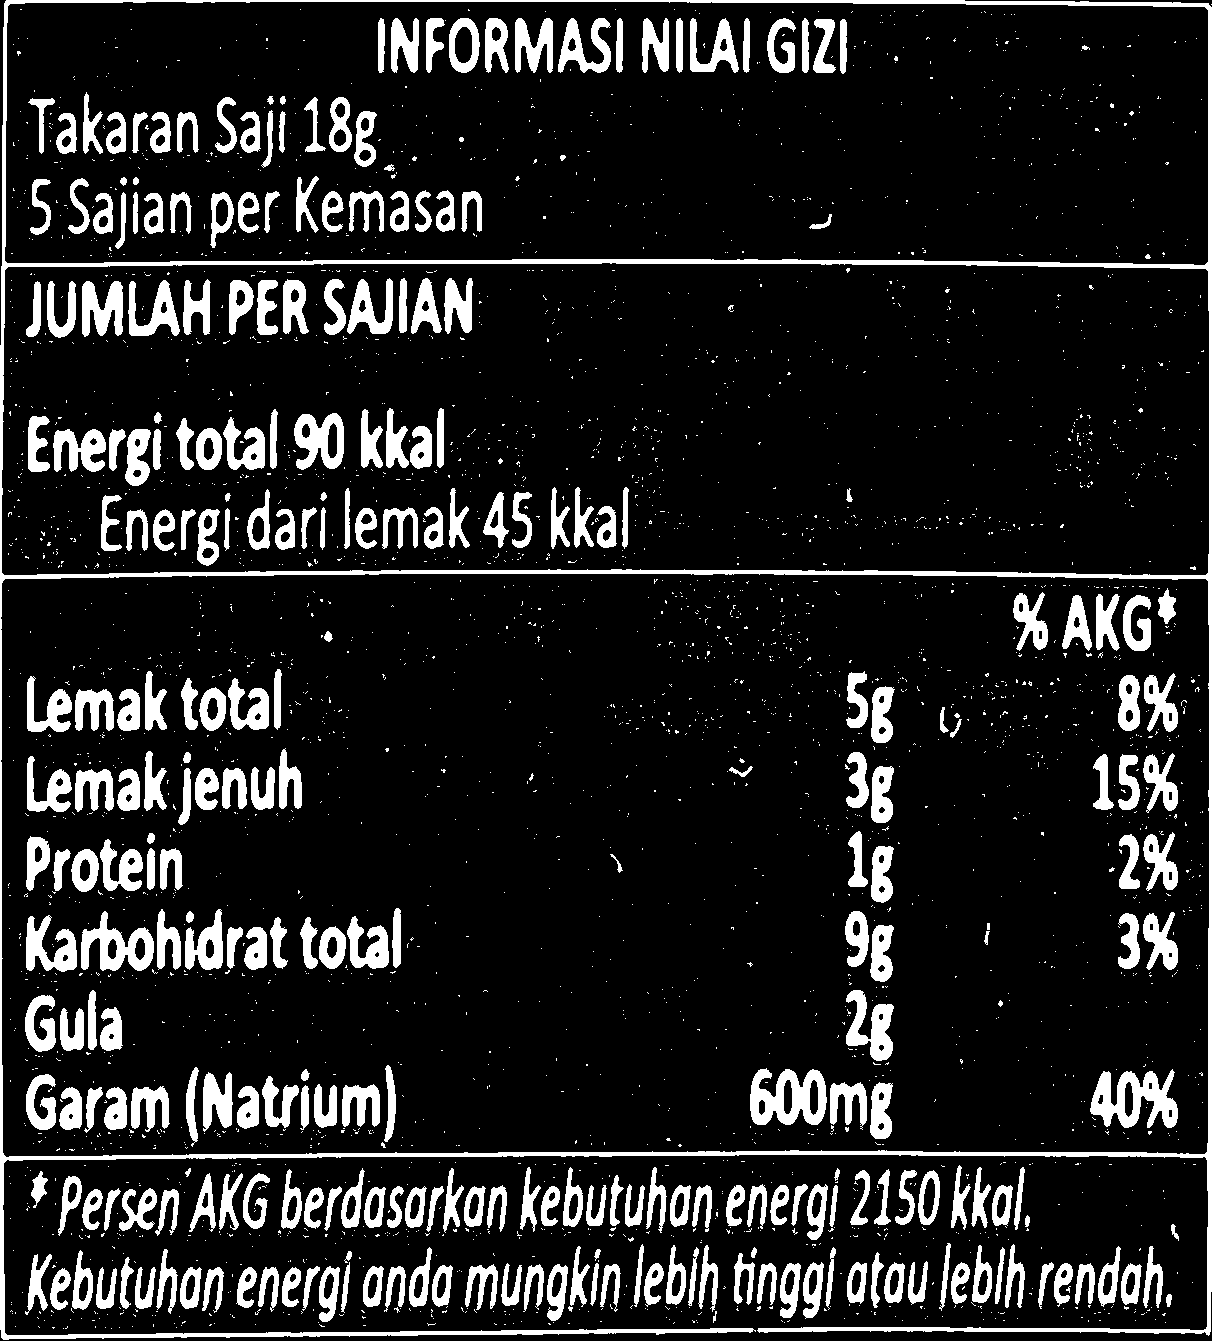 INFORMASI NILAI GIZI
Takaran Saji 18g
5 Sajian per Kemasan
JUMLAH PER SAJIAN
Energi total 90 kkal
Energi dari lemak 45 kkal
% AKG*
Lemak total 5g 8%
Lemak jenuh 3g 15%
Protein 1g 2%
Karbohidrat total 9g 3%
Gula 2g
Garam (Natrium) 600mg 40%
* Persen AKG berdasarkan kebutuhan energi 2150 kkal.
Kebutuhan energi anda mungkin lebih tinggi atau lebih rendah.